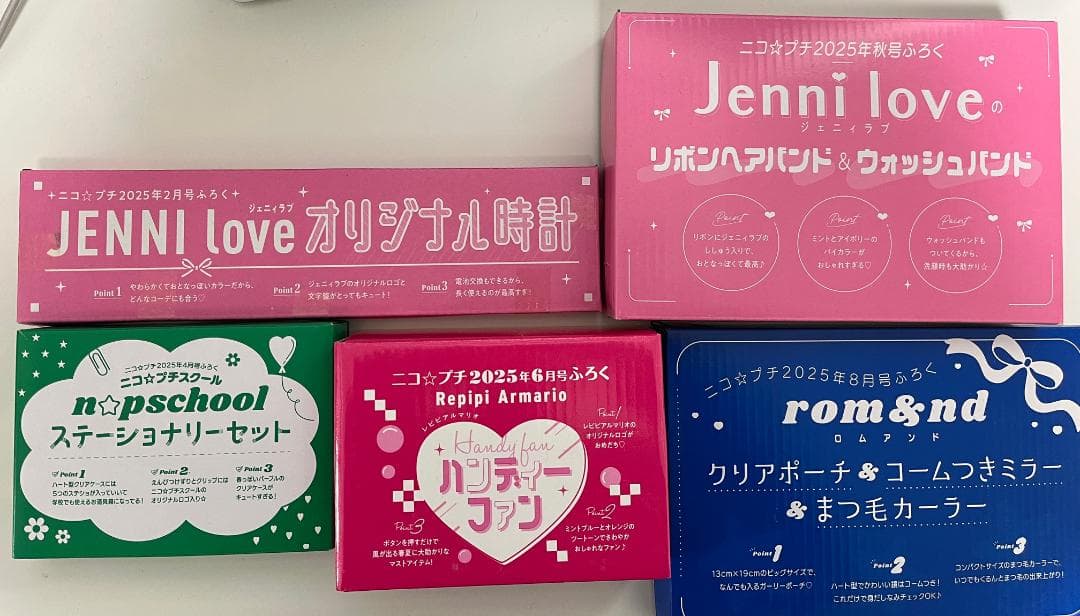 ニコ☆プチ2025年2月号ふろく
ジェニィラブ
JENNI love オリジナル時計
Point 1
やわらかくておとなっぽいカラーだから、
どんなコーデにも合う♡
Point 2
ジェニィラブのオリジナルロゴと
文字盤がとってもキュート!
Point 3
電池交換もできるから、
長く使えるのが最高すぎ!
ニコ☆プチ2025年秋号ふろく
Jenni loveの
ジェニィラブ
リボンヘアバンド&ウォッシュバンド
Point
リボンにジェニィラブの
ししゅう入りで、
おとなっぽくて最高♪
Point
ミントとアイボリーの
バイカラーが
おしゃれすぎる♡
Point
ウォッシュバンドも
ついてくるから、
洗顔時も大助かり☆
ニコ☆プチ2025年4月号ふろく
ニコ☆プチスクール
n☆pschool
ステーショナリーセット
Point 1
ハート型クリアケースには
5つのステショが入っていいて
学校でも使えるお道具箱になってる!
Point 2
えんぴつけずりとクリップには
ニコ☆プチスクールの
オリジナルロゴ入り☆
Point 3
春っぽいパープルの
クリアケースが
キュートすぎる!
ニコ☆プチ2025年6月号ふろく
Repipi Armario
レピピアルマリオ
Handy fan
ハンディー
ファン
Point 1
レピピアルマリオの
オリジナルロゴが
おめだち♡
Point 2
ミントブルーとオレンジの
ツートーンでさわやか
おしゃれなファン♪
Point 3
ボタンを押すだけで
風が出る春夏に大助かりな
マストアイテム!
ニコ☆プチ2025年8月号ふろく
rom&nd
ロムアンド
クリアポーチ&コームつきミラー
&まつ毛カーラー
Point 1
13cm×19cmのビッグサイズで、
なんでも入るガーリーポーチ♡
Point 2
ハート型でかわいい鏡はコームつき!
これだけで身だしなみチェックOK♪
Point 3
コンパクトサイズのまつ毛カーラーで、
いつでもくるんとまつ毛の出来上がり!